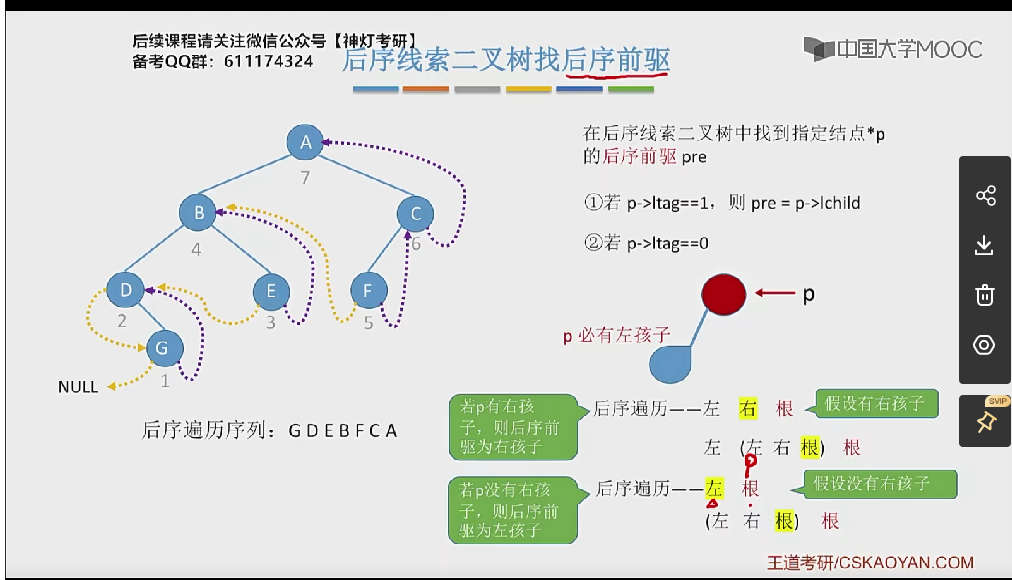 后续课程请关注微信公众号【神灯考研】
备考QQ群：611174324
后序线索二叉树找后序前驱
中国大学MOOC
A
7
B
4
C
6
D
2
E
3
F
5
G
1
NULL
后序遍历序列：G D E B F C A
在后序线索二叉树中找到指定结点*p
的后序前驱 pre
①若 p->ltag==1，则 pre = p->lchild
②若 p->ltag==0
p
p 必有左孩子
若p有右孩
子，则后序前
驱为右孩子
后序遍历——左 右 根
假设有右孩子
左 (左 右 根) 根
p
若p没有右孩
子，则后序前
驱为左孩子
后序遍历——左 根
假设没有右孩子
(左 右 根) 根
王道考研/CSKAOYAN.COM
SVIP